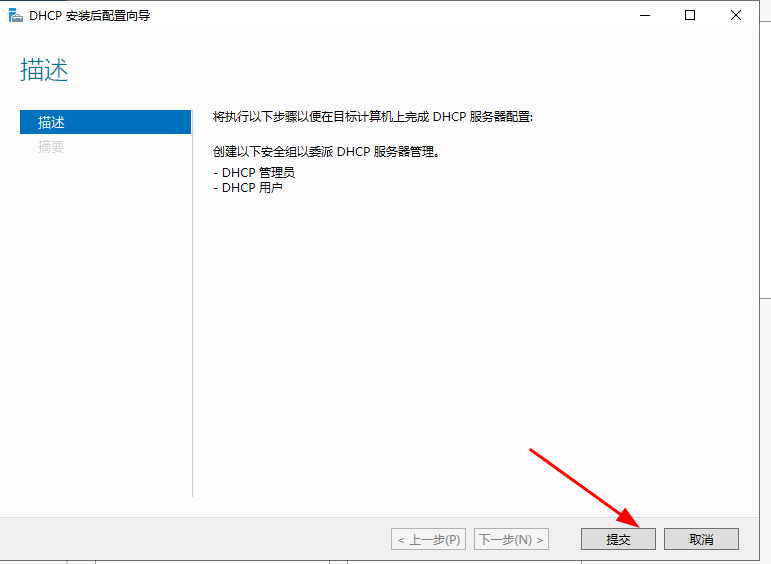 DHCP 安装后配置向导
描述
描述
摘要
将执行以下步骤以便在目标计算机上完成 DHCP 服务器配置:
创建以下安全组以委派 DHCP 服务器管理。
- DHCP 管理员
- DHCP 用户
< 上一步(P) 下一步(N) > 提交 取消